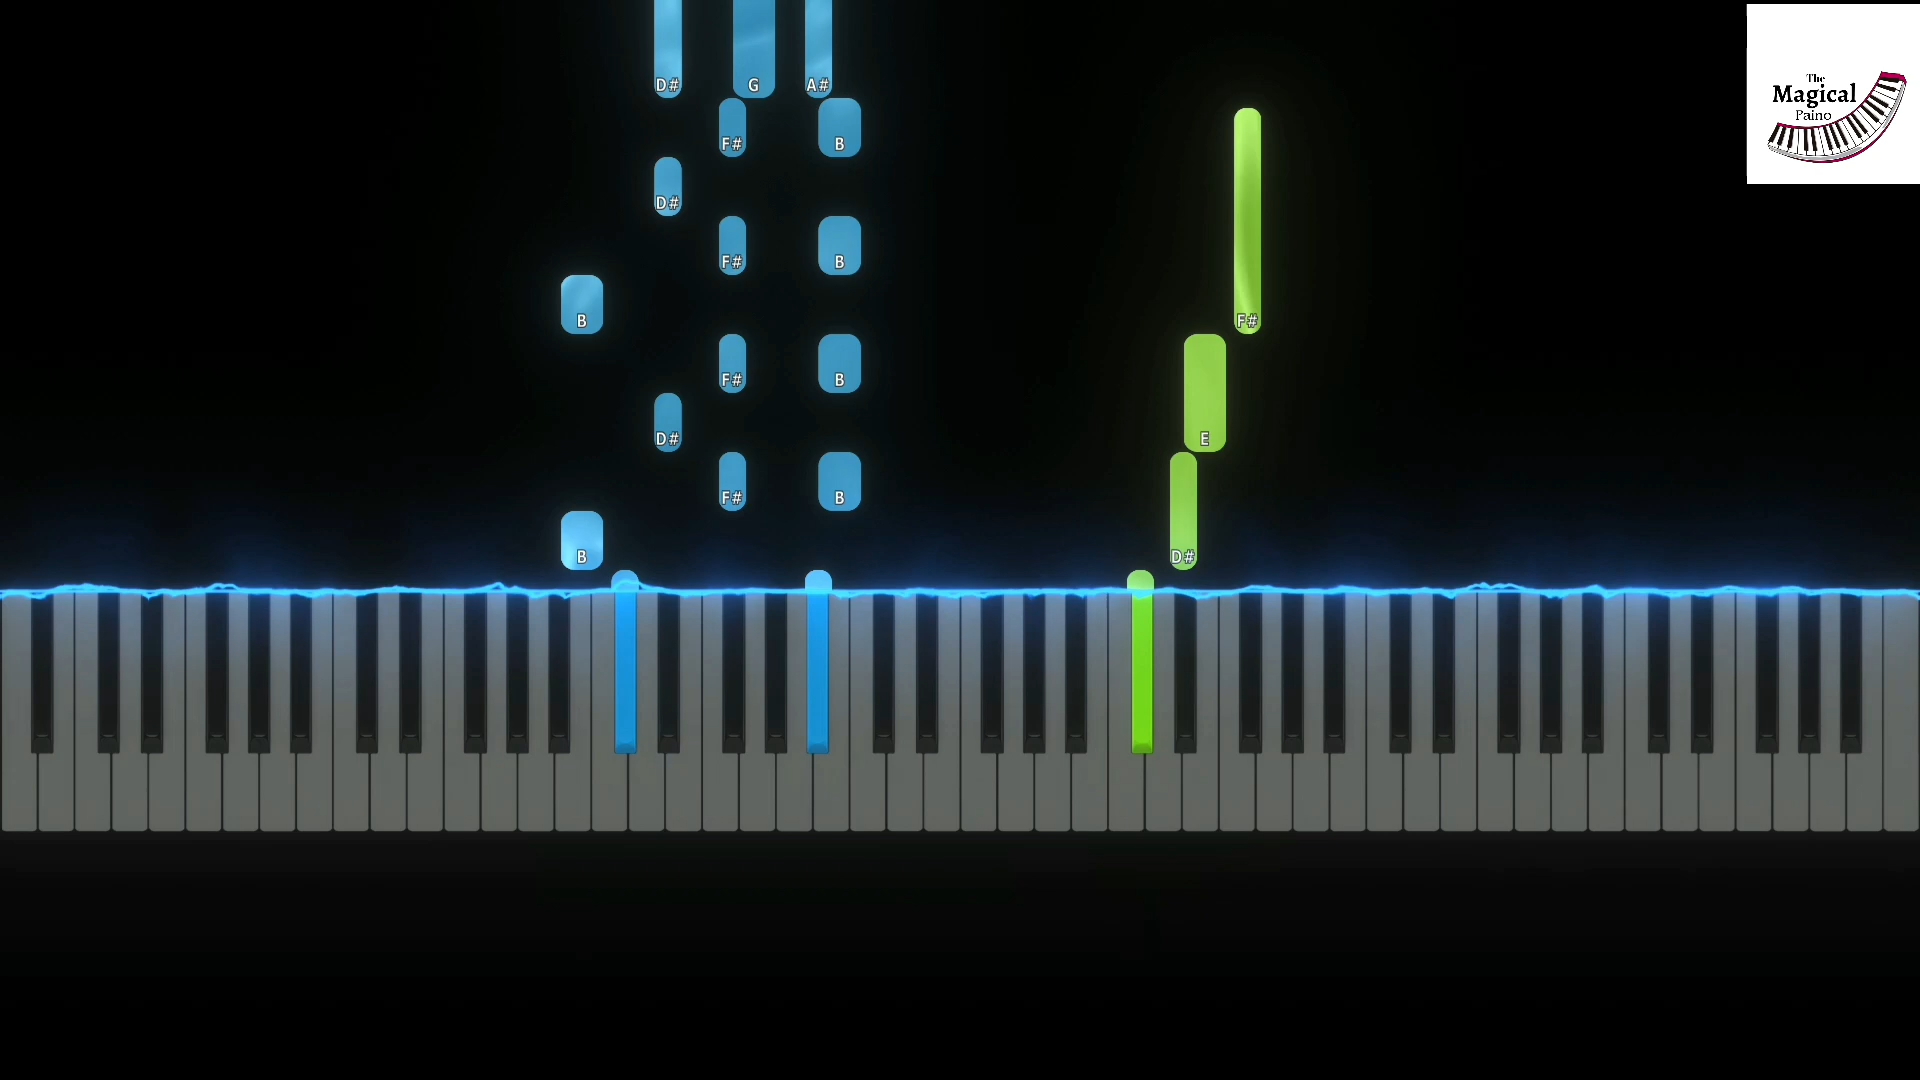 D# G A#
The
Magical
Paino
F# B
D#
F# B
B F#
F# B
D# E
F# B
B D#